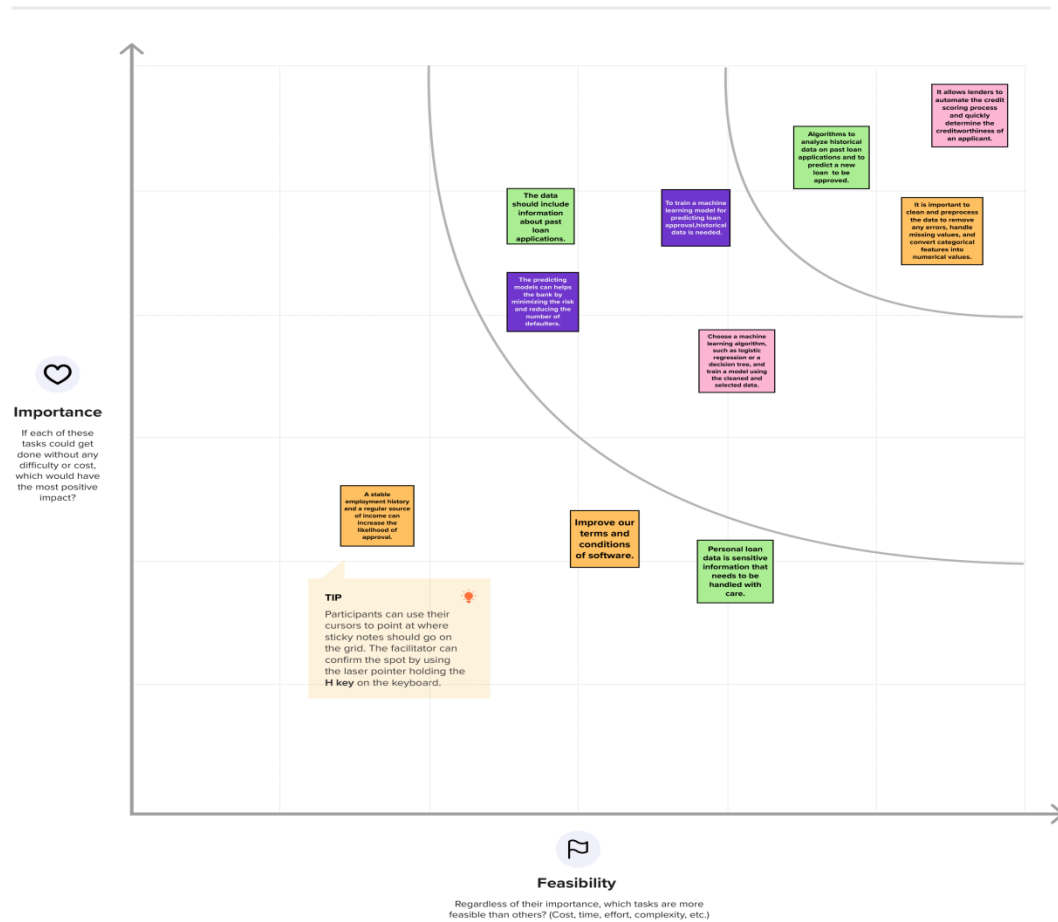 It allows lenders to
automate the credit
scoring process
and quickly
determine the
creditworthiness of
an applicant.
Algorithms to
analyze historical
data on past loan
applications and to
predict a new
loan to be
approved.
The data
should include
information
about past
loan
applications.
To train a machine
learning model for
predicting loan
approval,historical
data is needed.
It is important to
clean and preprocess
the data to remove
any errors, handle
missing values, and
convert categorical
features into
numerical values.
The predicting
models can helps
the bank by
minimizing the risk
and reducing the
number of
defaulters.
Choose a machine
learning algorithm,
such as logistic
regression or a
decision tree, and
train a model using
the cleaned and
selected data.
Importance
If each of these
tasks could get
done without any
difficulty or cost,
which would have
the most positive
impact?
A stable
employment history
and a regular source
of income can
increase the
likelihood of
approval.
Improve our
terms and
conditions
of software.
Personal loan
data is sensitive
information that
needs to be
handled with
care.
TIP
Participants can use their
cursors to point at where
sticky notes should go on
the grid. The facilitator can
confirm the spot by using
the laser pointer holding the
H key on the keyboard.
Feasibility
Regardless of their importance, which tasks are more
feasible than others? (Cost, time, effort, complexity, etc.)